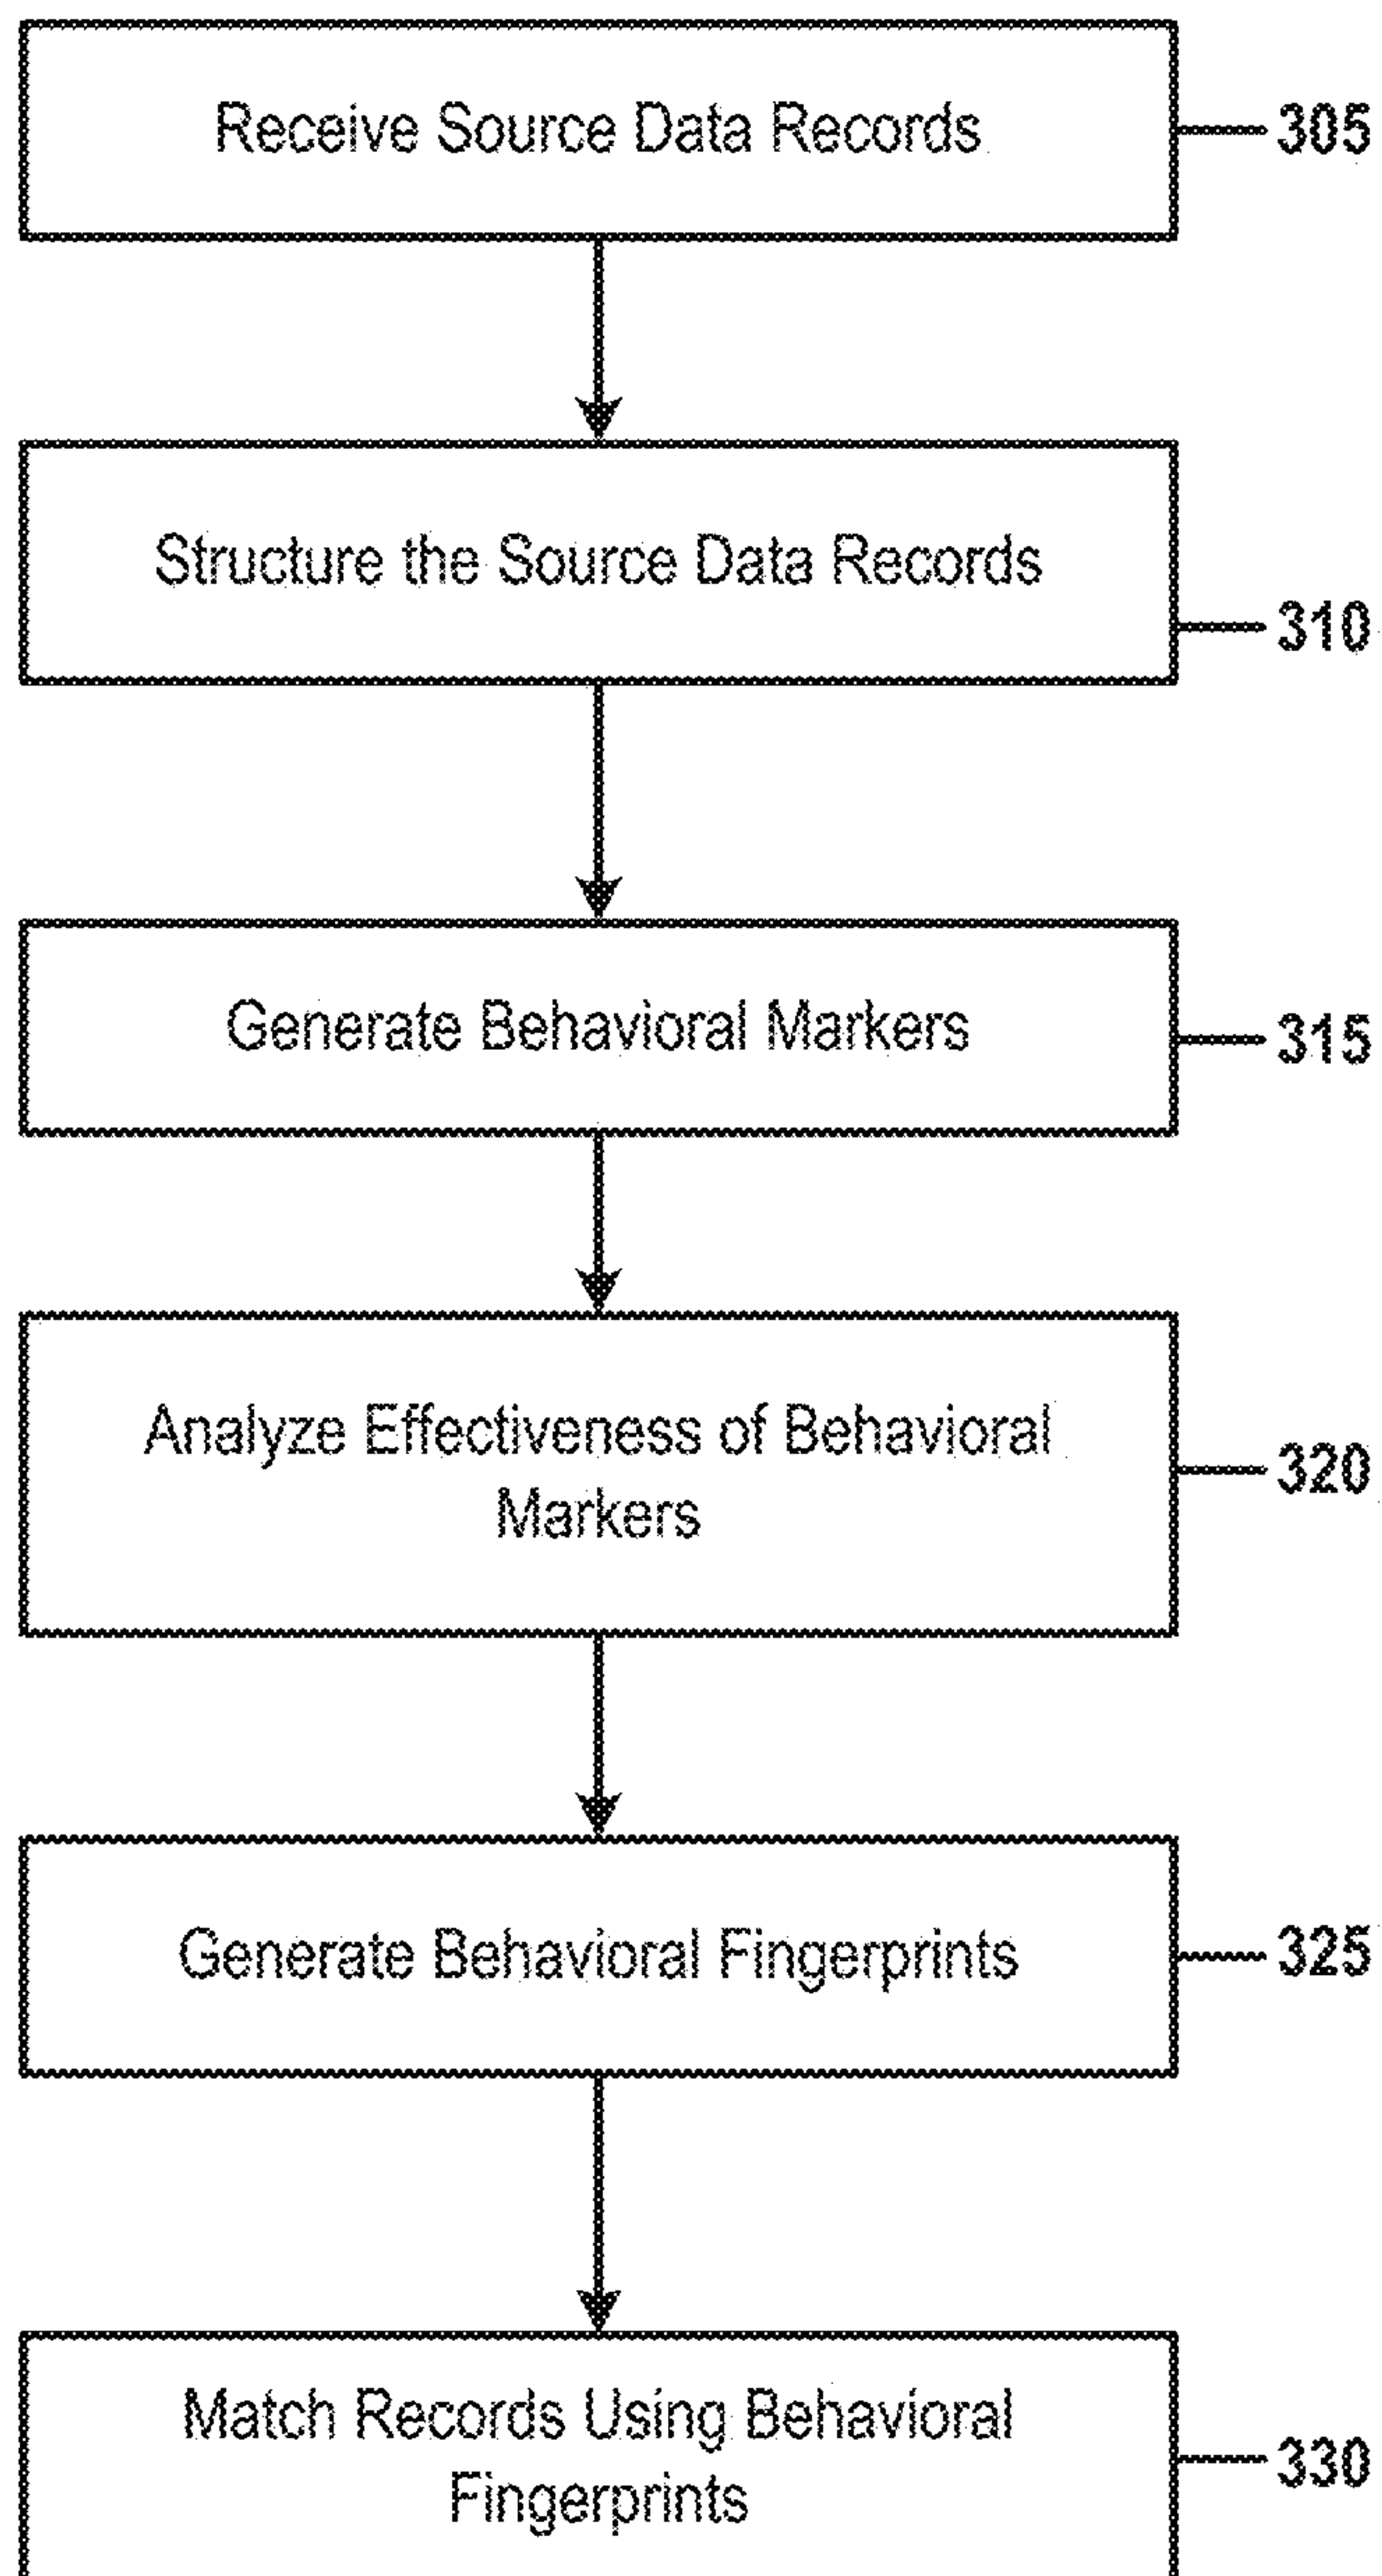 Receive Source Data Records
305
Structure the Source Data Records
310
Generate Behavioral Markers
315
Analyze Effectiveness of Behavioral
Markers
320
Generate Behavioral Fingerprints
325
Match Records Using Behavioral
Fingerprints
330